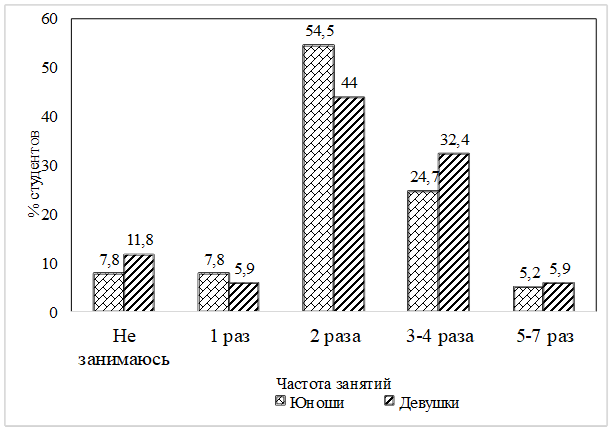 60
50
40
30
20
10
0
% студентов
7,8
11,8
7,8
5,9
54,5
44
24,7
32,4
5,2
5,9
Не занимаюсь
1 раз
2 раза
3-4 раза
5-7 раз
Частота занятий
Юноши
Девушки